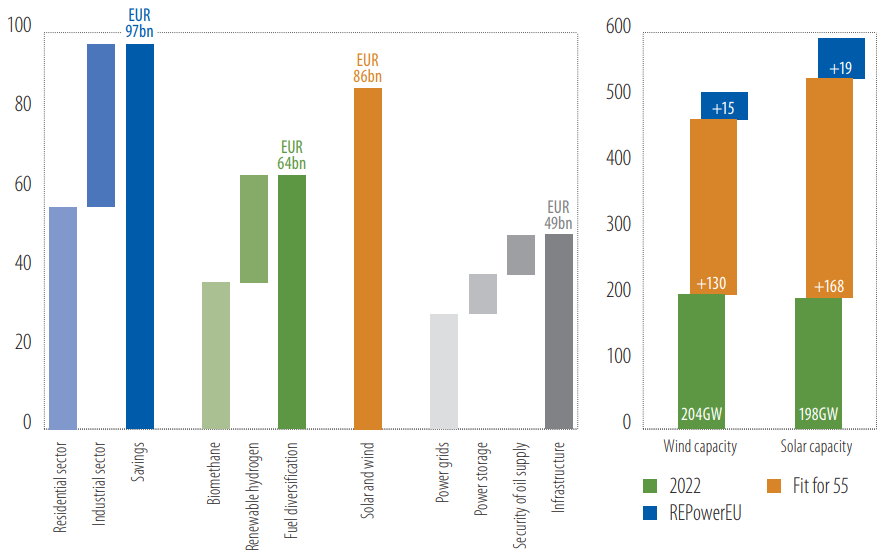 100
80
60
40
20
0
EUR
97bn
EUR
64bn
EUR
86bn
EUR
49bn
Residential sector
Industrial sector
Savings
Biomethane
Renewable hydrogen
Fuel diversification
Solar and wind
Power grids
Power storage
Security of oil supply
Infrastructure
600
500
400
300
200
100
0
+15
+19
+130
+168
204GW
198GW
Wind capacity
Solar capacity
2022
Fit for 55
REPowerEU